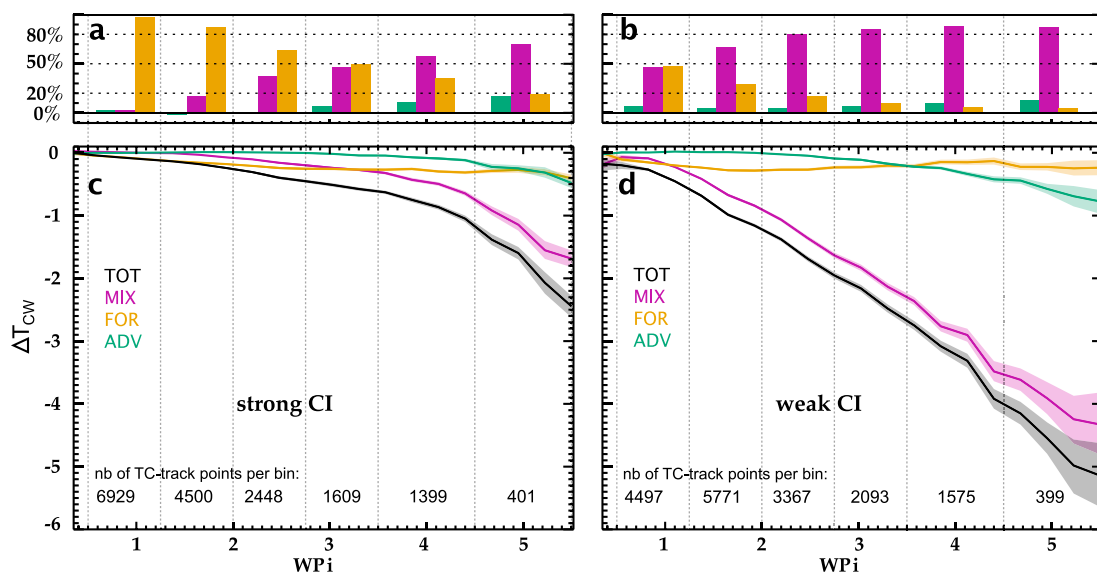 a
b
80%
50%
20%
0%
c
d
0
-1
-2
-3
-4
-5
-6
ΔT_CW
TOT
MIX
FOR
ADV
TOT
MIX
FOR
ADV
strong CI
weak CI
nb of TC-track points per bin:
6929 4500 2448 1609 1399 401
nb of TC-track points per bin:
4497 5771 3367 2093 1575 399
1 2 3 4 5
1 2 3 4 5
WPi
WPi